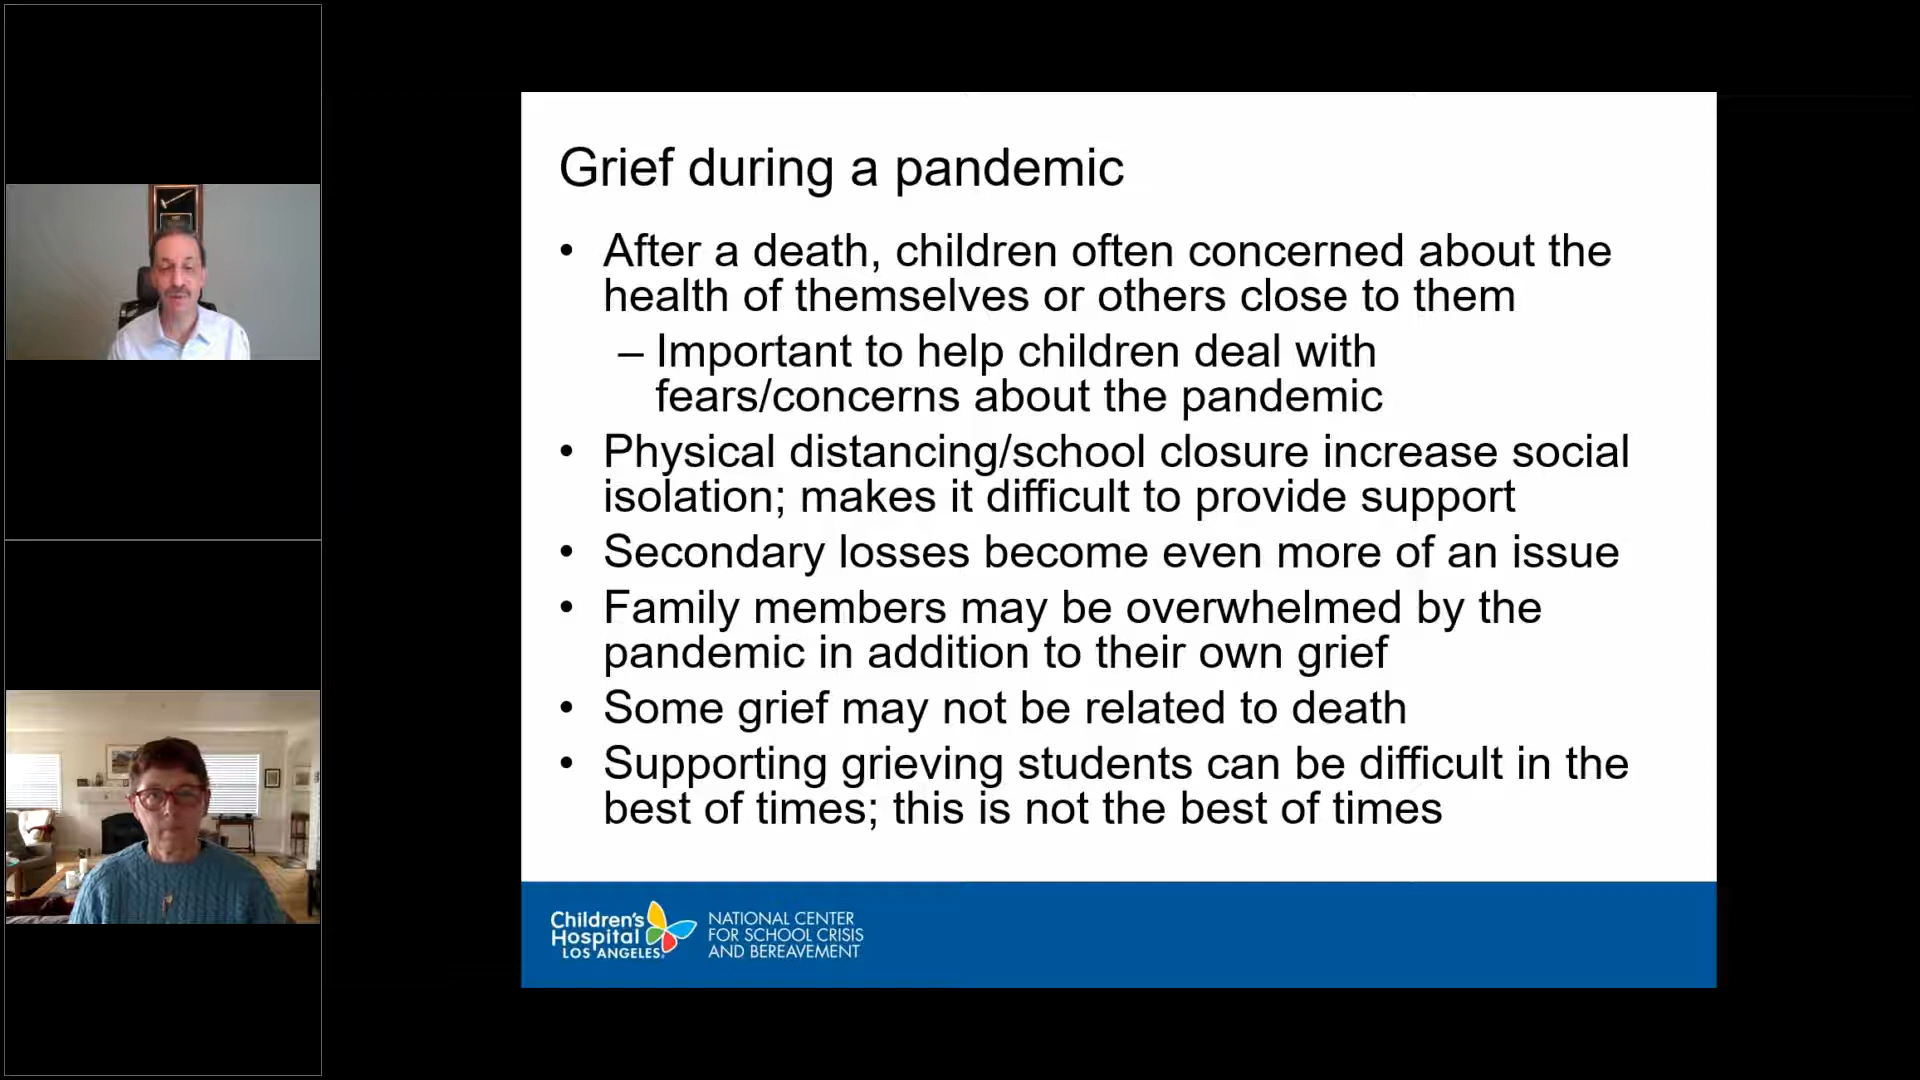 Grief during a pandemic
• After a death, children often concerned about the
health of themselves or others close to them
– Important to help children deal with
fears/concerns about the pandemic
• Physical distancing/school closure increase social
isolation; makes it difficult to provide support
• Secondary losses become even more of an issue
• Family members may be overwhelmed by the
pandemic in addition to their own grief
• Some grief may not be related to death
• Supporting grieving students can be difficult in the
best of times; this is not the best of times
Children's
Hospital
LOS ANGELES
NATIONAL CENTER
FOR SCHOOL CRISIS
AND BEREAVEMENT